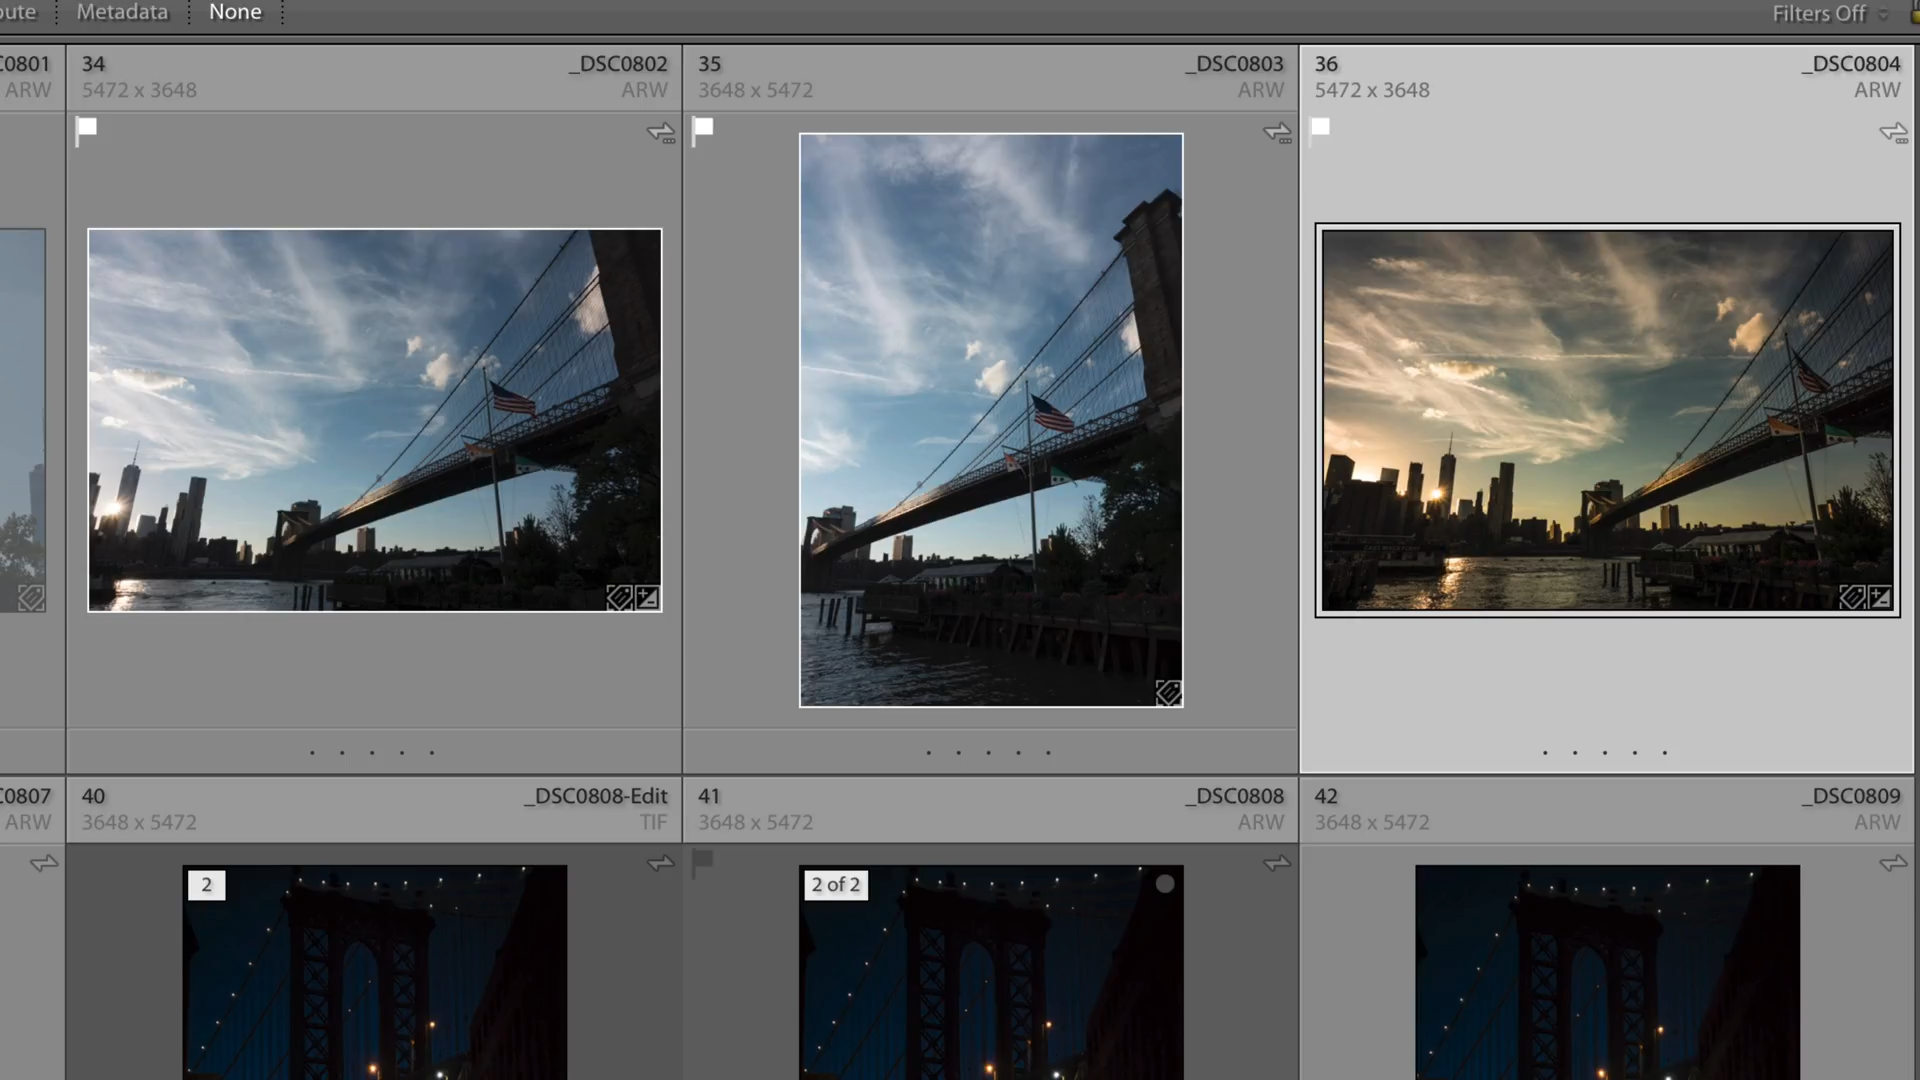 Metadata None Filters Off
34 _DSC0802
5472 x 3648 ARW
35 _DSC0803
3648 x 5472 ARW
36 _DSC0804
5472 x 3648 ARW
ARW
40 _DSC0808-Edit
3648 x 5472 TIF
41 _DSC0808
3648 x 5472 ARW
42 _DSC0809
3648 x 5472 ARW
ARW
2
2 of 2